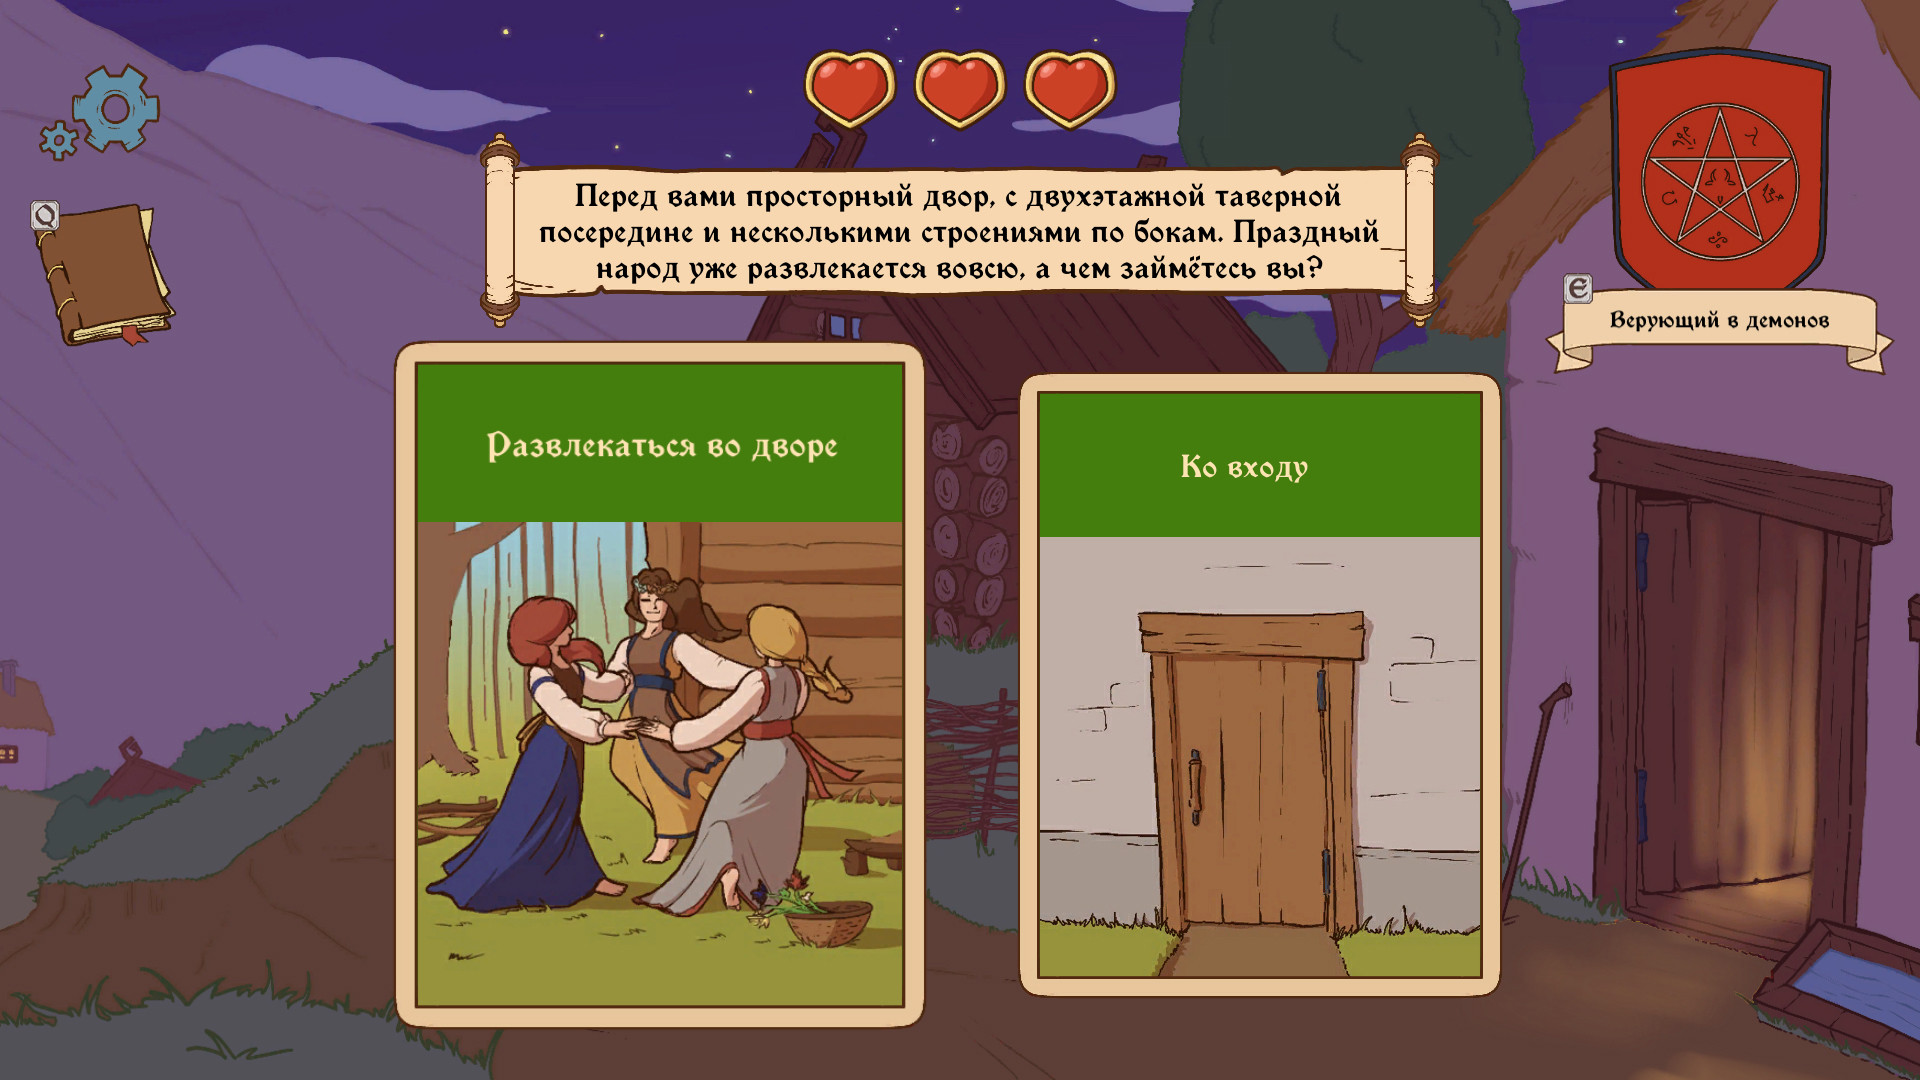 Перед вами просторный двор, с двухэтажной таверной
посередине и несколькими строениями по бокам. Праздный
народ уже развлекается вовсю, а чем займётесь вы?
Q
E
Верующий в демонов
Развлекаться во дворе
Ко входу